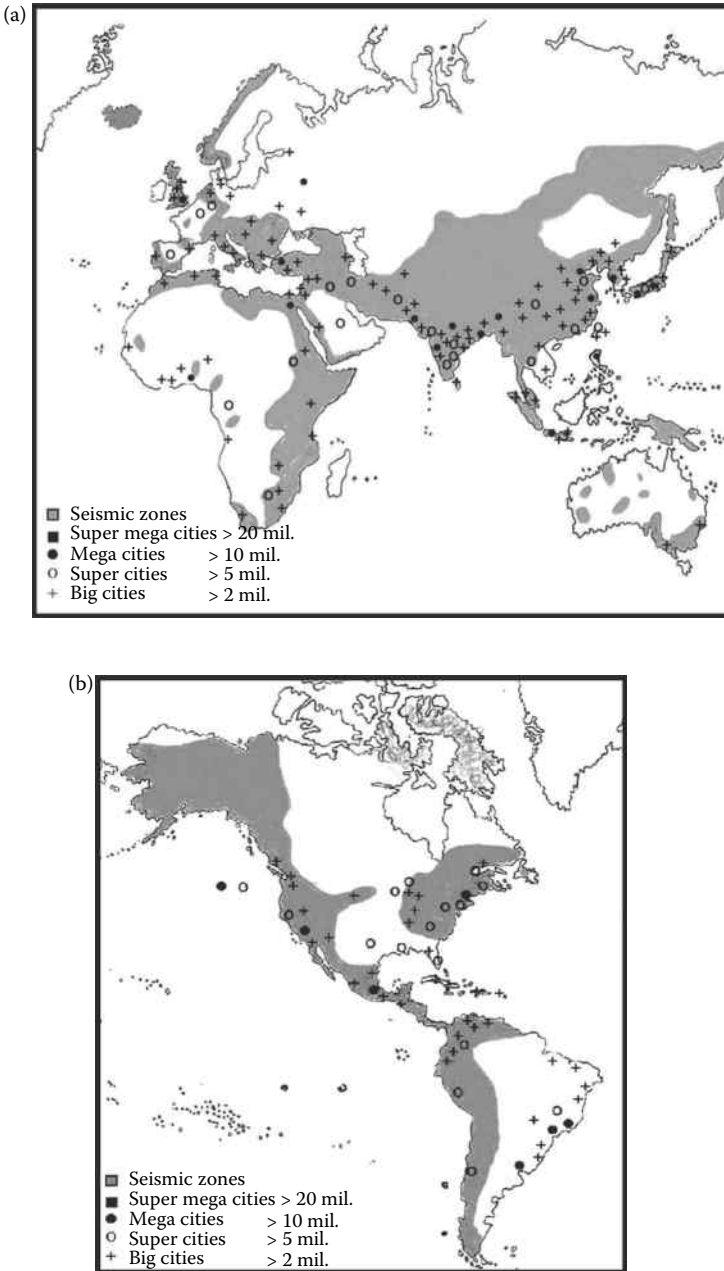 (a)
Seismic zones
Super mega cities > 20 mil.
Mega cities > 10 mil.
Super cities > 5 mil.
Big cities > 2 mil.
(b)
Seismic zones
Super mega cities > 20 mil.
Mega cities > 10 mil.
Super cities > 5 mil.
Big cities > 2 mil.